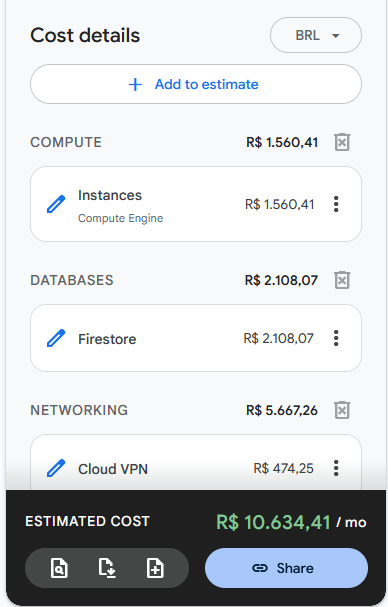 Cost details
BRL
Add to estimate
COMPUTE R$ 1.560,41
Instances
Compute Engine
R$ 1.560,41
DATABASES R$ 2.108,07
Firestore R$ 2.108,07
NETWORKING R$ 5.667,26
Cloud VPN R$ 474,25
ESTIMATED COST R$ 10.634,41 / mo
Share